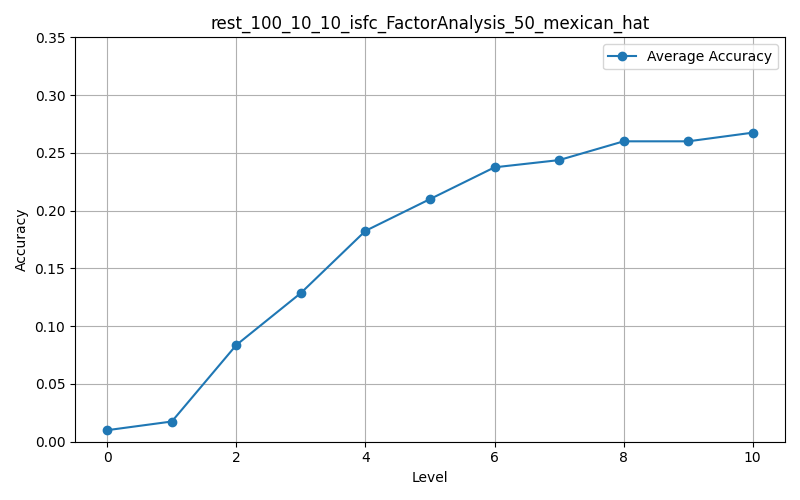 rest_100_10_10_isfc_FactorAnalysis_50_mexican_hat
0.35
Average Accuracy
0.30
0.25
0.20
0.15
0.10
0.05
0.00
Accuracy
0 2 4 6 8 10
Level